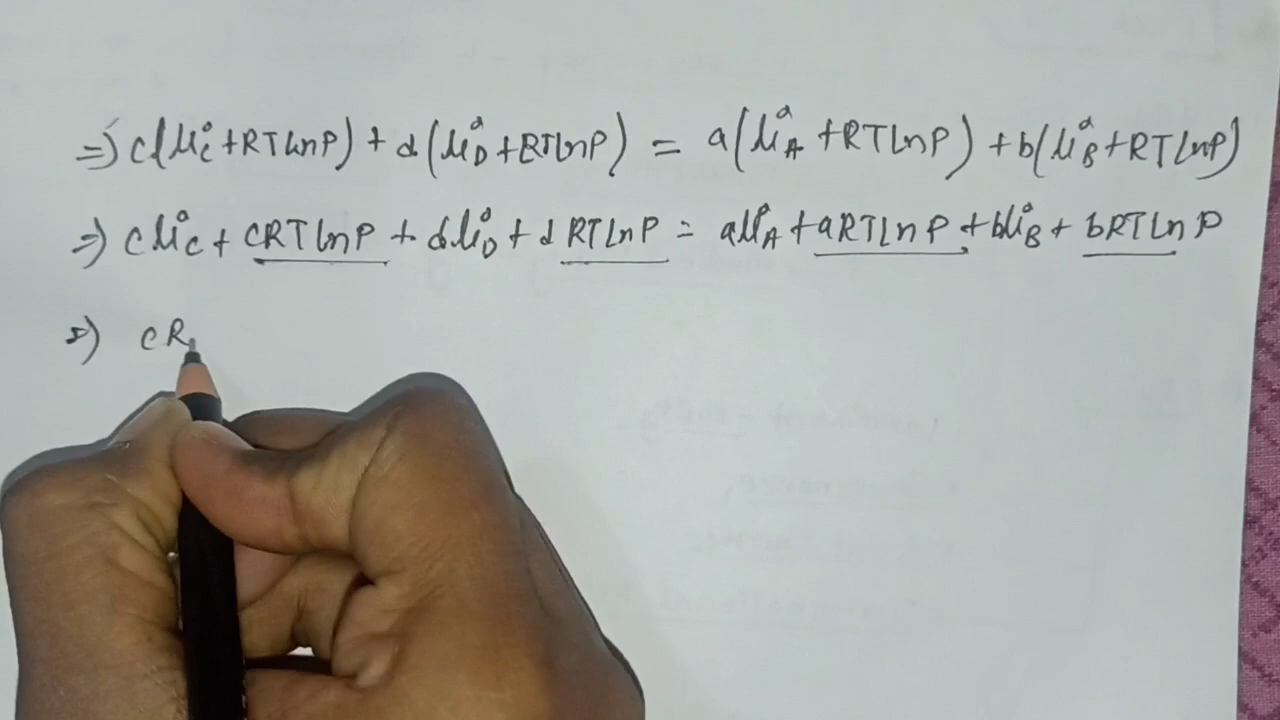 ⇒ c(μ°C + RT ln P) + d(μ°D + RT ln P) = a(μ°A + RT ln P) + b(μ°B + RT ln P)
⇒ cμ°C + cRT ln P + dμ°D + dRT ln P = aμ°A + aRT ln P + bμ°B + bRT ln P
⇒ cR